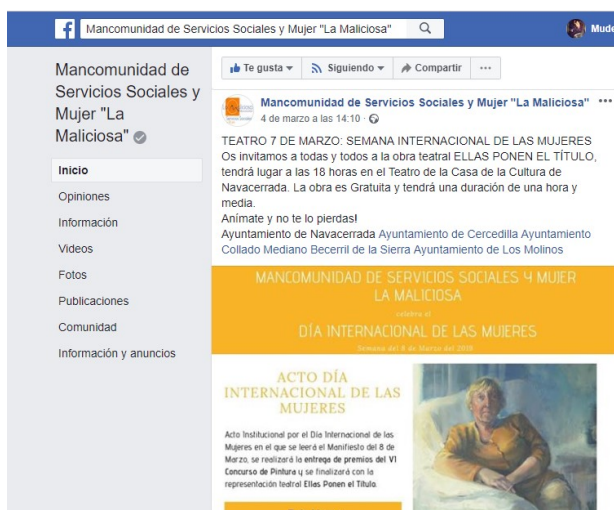 Mancomunidad de Servicios Sociales y Mujer "La Maliciosa"
Mude
Mancomunidad de
Servicios Sociales y
Mujer "La
Maliciosa"
Inicio
Opiniones
Información
Videos
Fotos
Publicaciones
Comunidad
Información y anuncios
Te gusta
Siguiendo
Compartir
Mancomunidad de Servicios Sociales y Mujer "La Maliciosa"
4 de marzo a las 14:10 ·
TEATRO 7 DE MARZO: SEMANA INTERNACIONAL DE LAS MUJERES
Os invitamos a todas y todos a la obra teatral ELLAS PONEN EL TÍTULO,
tendrá lugar a las 18 horas en el Teatro de la Casa de la Cultura de
Navacerrada. La obra es Gratuita y tendrá una duración de una hora y
media.
Anímate y no te lo pierdas!
Ayuntamiento de Navacerrada Ayuntamiento de Cercedilla Ayuntamiento
Collado Mediano Becerril de la Sierra Ayuntamiento de Los Molinos
MANCOMUNIDAD DE SERVICIOS SOCIALES Y MUJER
LA MALICIOSA
celebra el
DÍA INTERNACIONAL DE LAS MUJERES
Semana del 8 de Marzo del 2019
ACTO DÍA
INTERNACIONAL DE LAS
MUJERES
Acto Institucional por el Día Internacional de las
Mujeres en el que se leerá el Manifiesto del 8 de
Marzo, se realizará la entrega de premios del VI
Concurso de Pintura y se finalizará con la
representación teatral Ellas Ponen el Título.